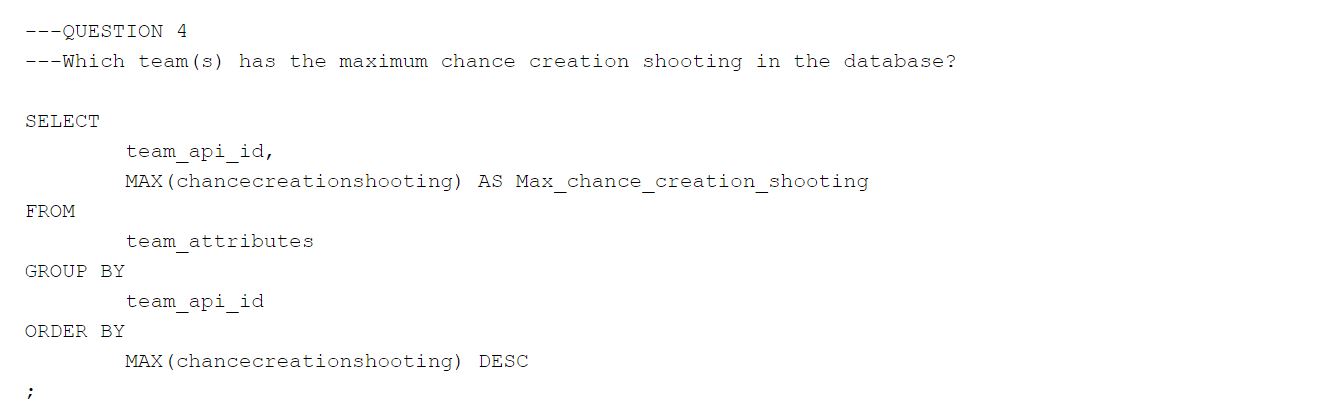 ---QUESTION 4
---Which team(s) has the maximum chance creation shooting in the database?
SELECT
team_api_id,
MAX(chancecreationshooting) AS Max_chance_creation_shooting
FROM
team_attributes
GROUP BY
team_api_id
ORDER BY
MAX(chancecreationshooting) DESC
;